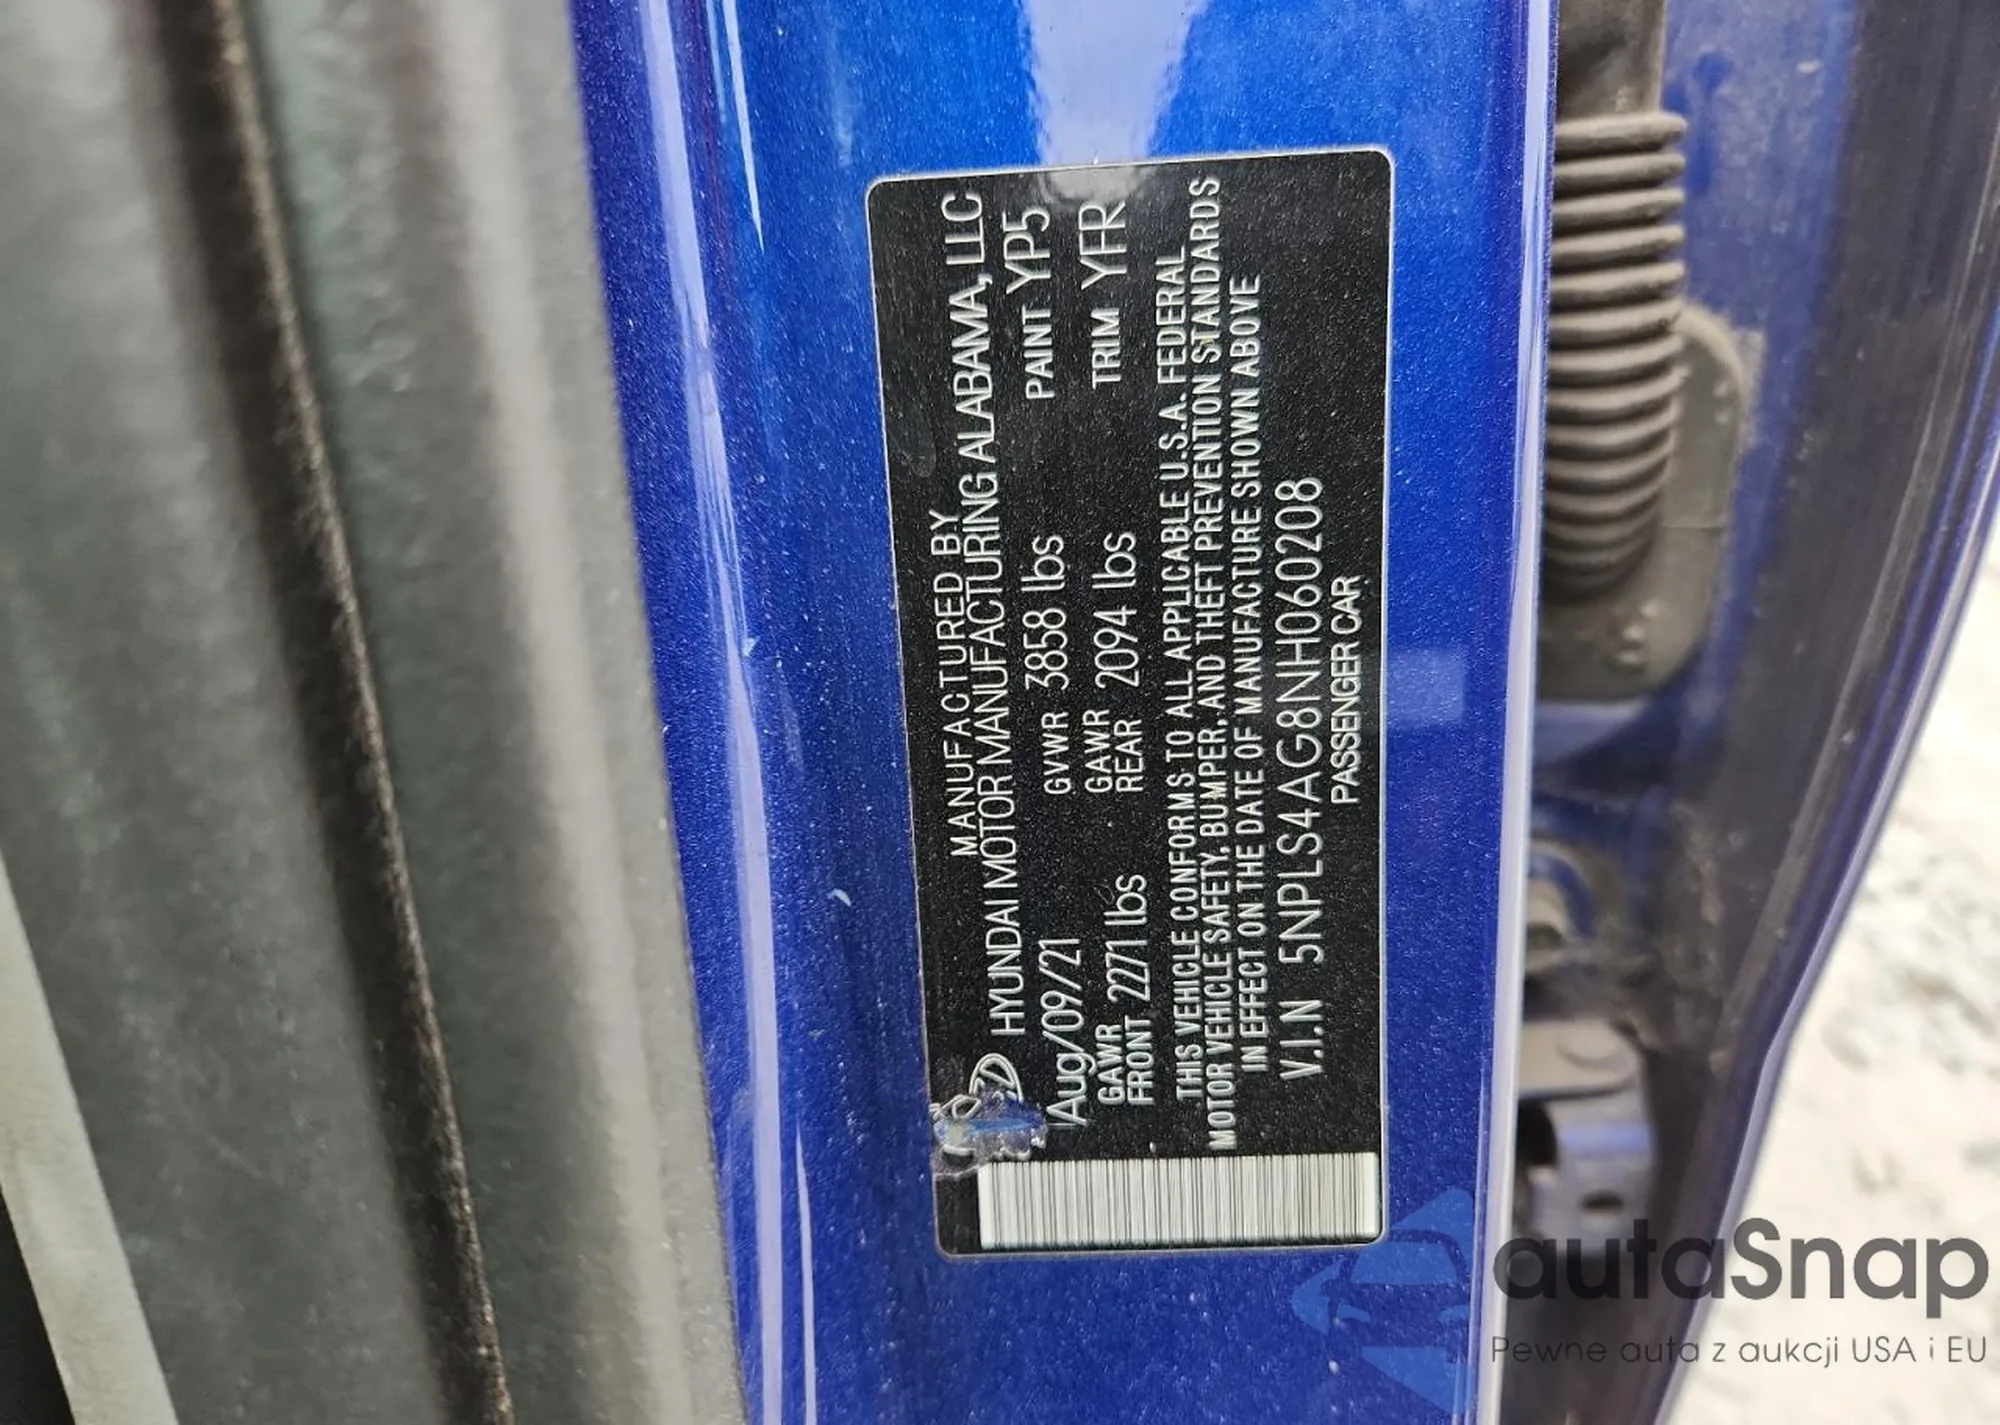 MANUFACTURED BY
HYUNDAI MOTOR MANUFACTURING ALABAMA, LLC
Aug/09/21 GVWR 3858 lbs PAINT YP5
GAWR FRONT 2271 lbs GAWR REAR 2094 lbs TRIM YFR
THIS VEHICLE CONFORMS TO ALL APPLICABLE U.S.A. FEDERAL
MOTOR VEHICLE SAFETY, BUMPER, AND THEFT PREVENTION STANDARDS
IN EFFECT ON THE DATE OF MANUFACTURE SHOWN ABOVE
V.I.N 5NPLS4AG8NH060208
PASSENGER CAR
autaSnap
Pewne auta z aukcji USA i EU